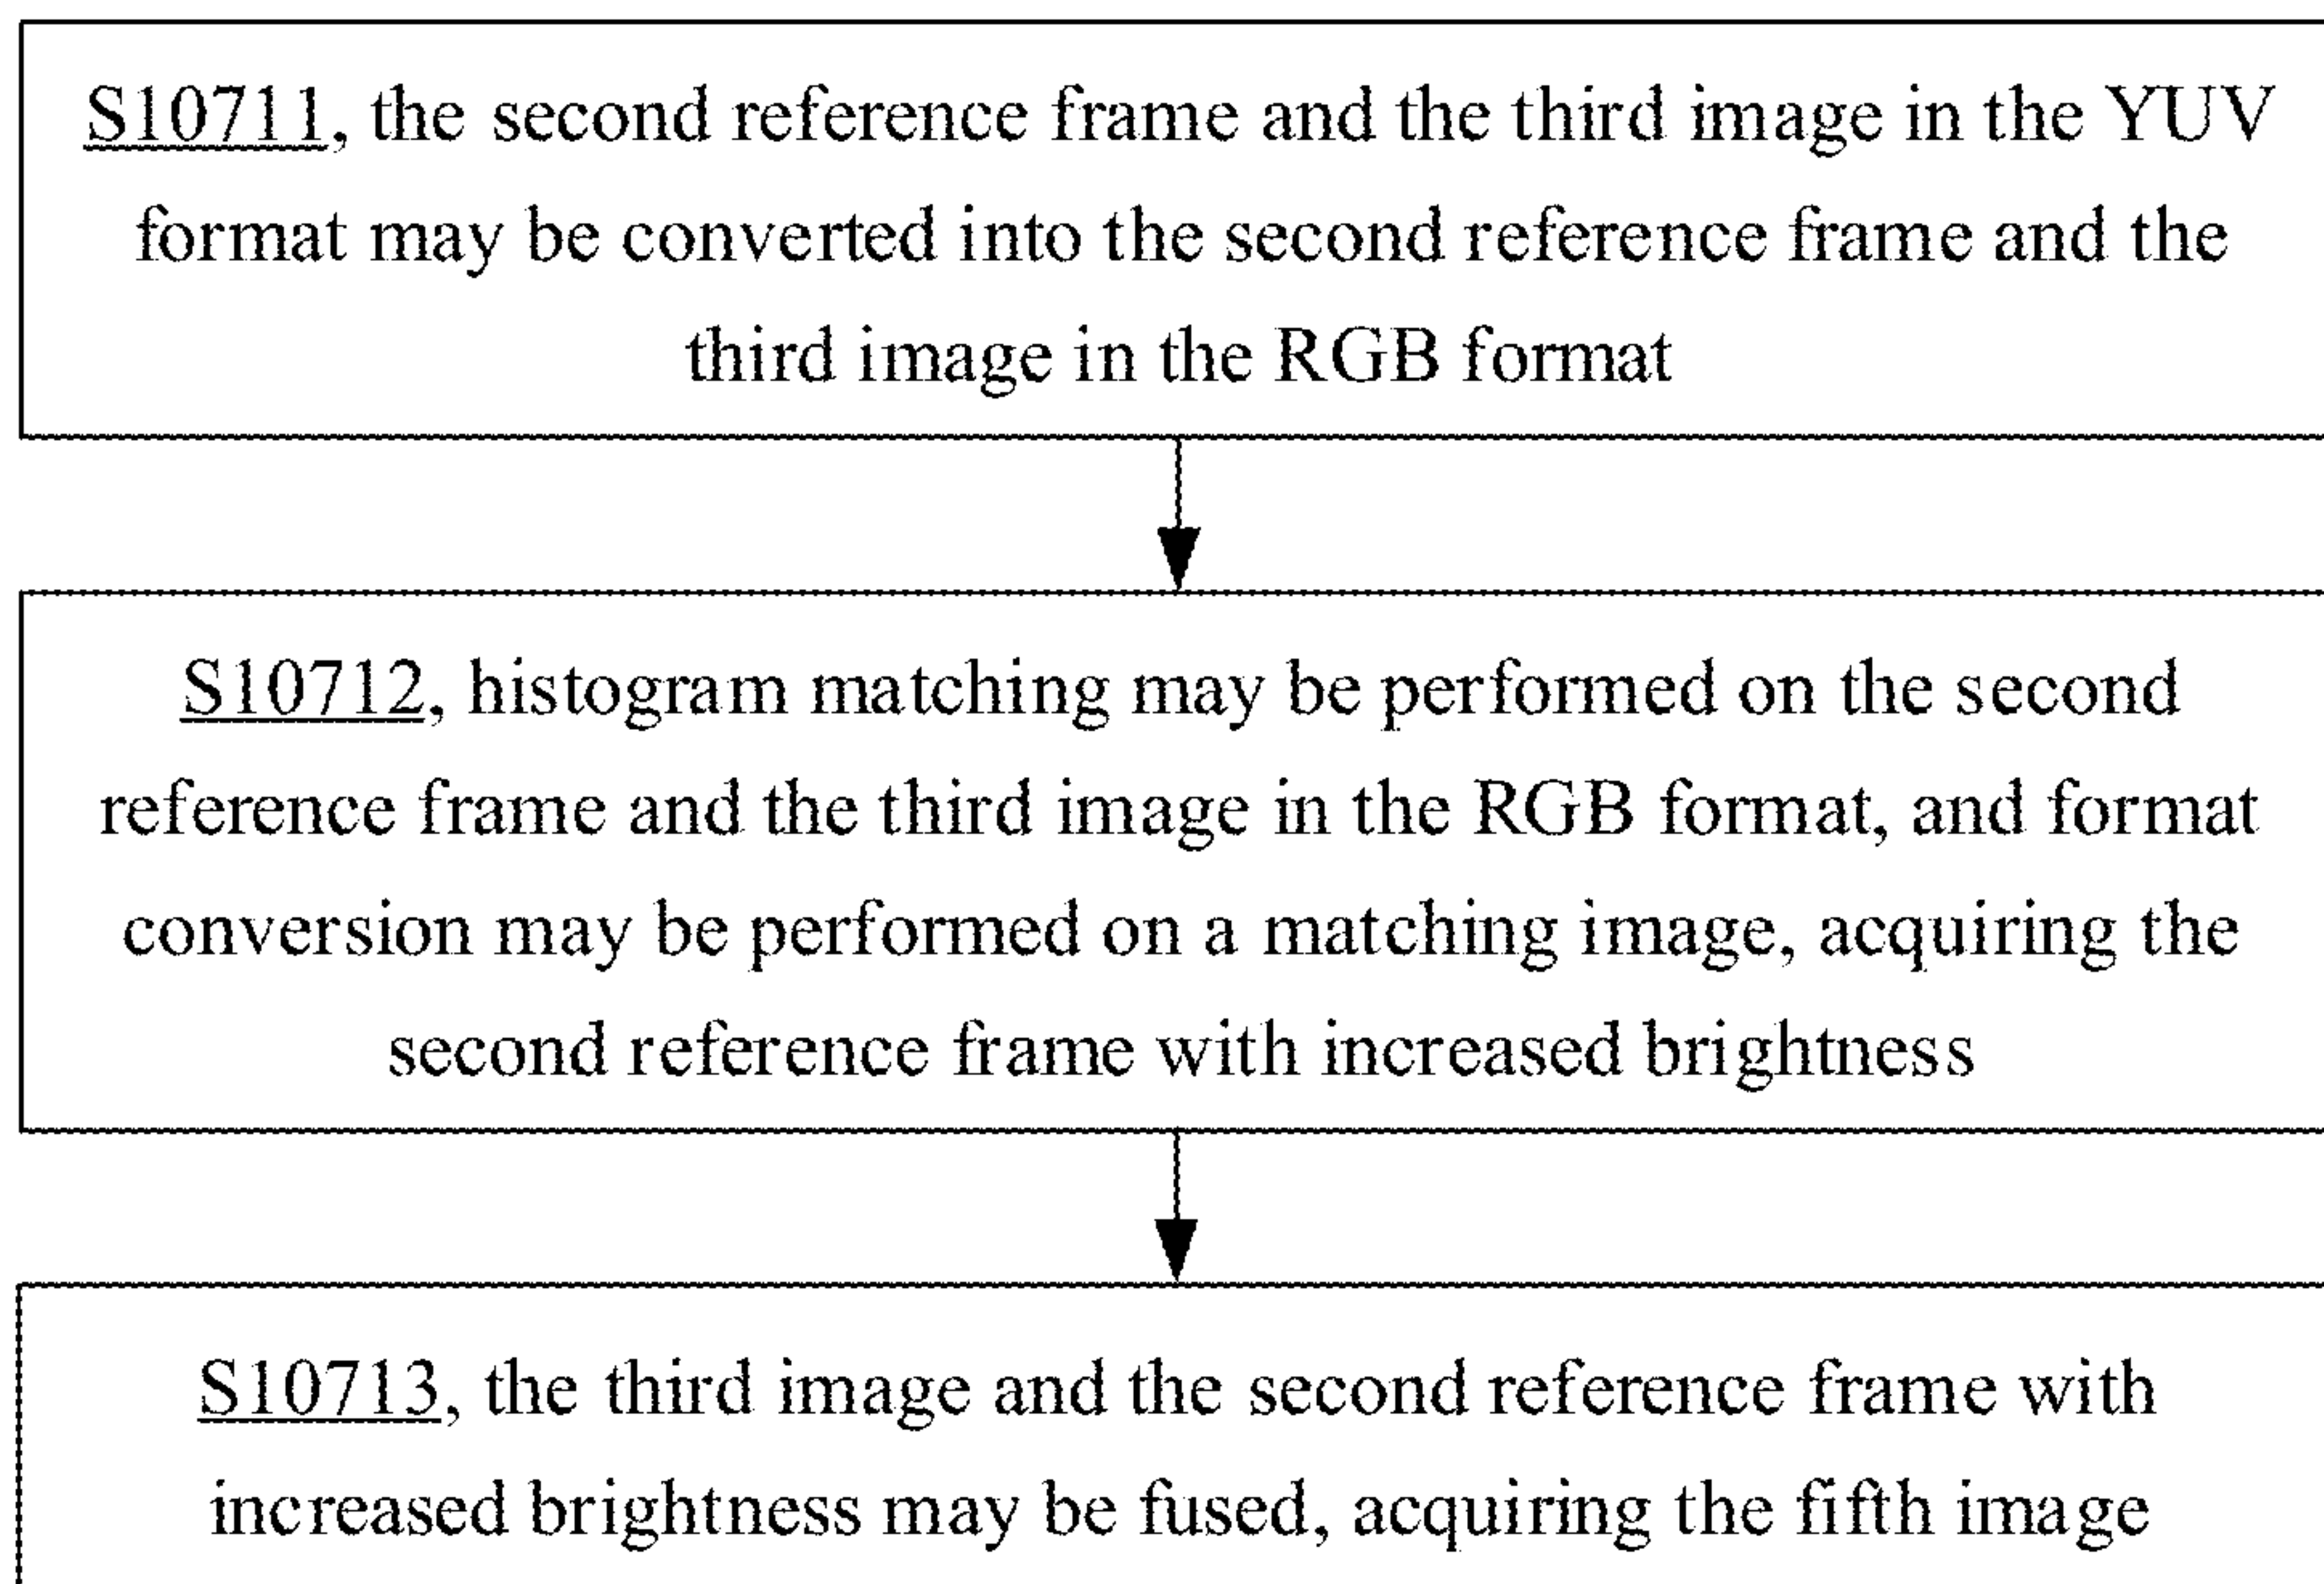 S10711, the second reference frame and the third image in the YUV
format may be converted into the second reference frame and the
third image in the RGB format
S10712, histogram matching may be performed on the second
reference frame and the third image in the RGB format, and format
conversion may be performed on a matching image, acquiring the
second reference frame with increased brightness
S10713, the third image and the second reference frame with
increased brightness may be fused, acquiring the fifth image